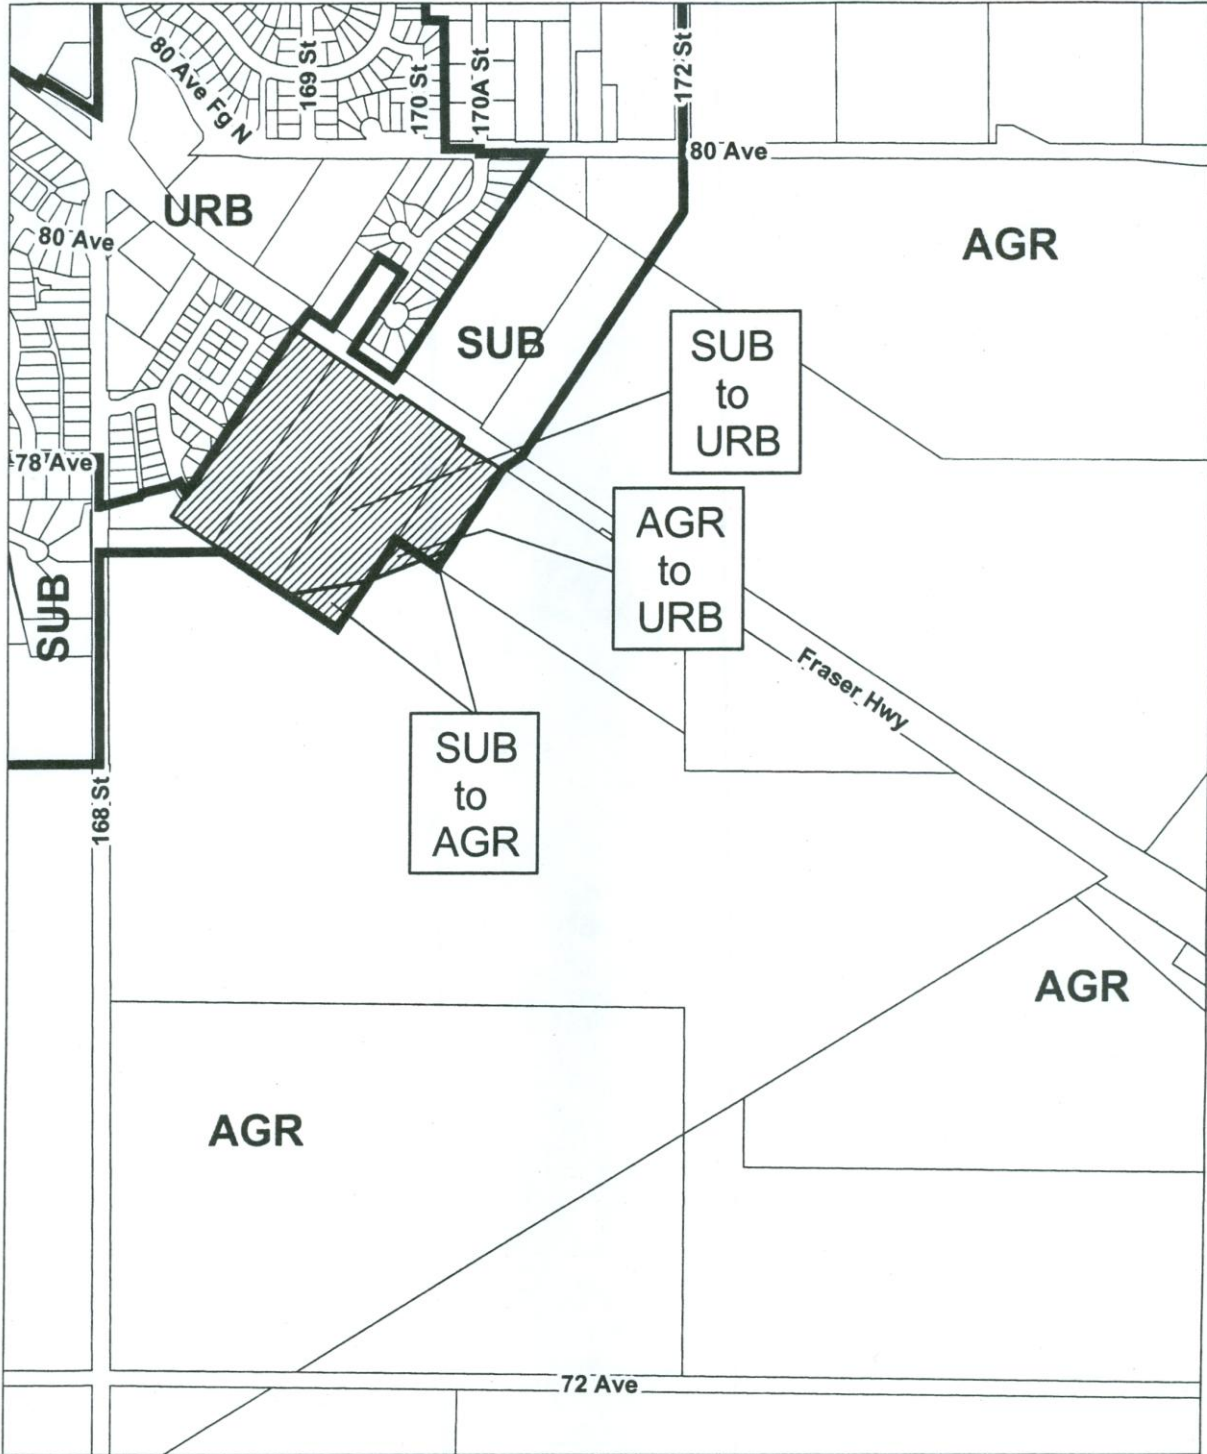 80 Ave Fg N
169 St
170 St
170A St
172 St
80 Ave
URB
80 Ave
AGR
SUB
SUB
to
URB
78 Ave
AGR
to
URB
SUB
Fraser Hwy
SUB
to
AGR
168 St
AGR
AGR
72 Ave